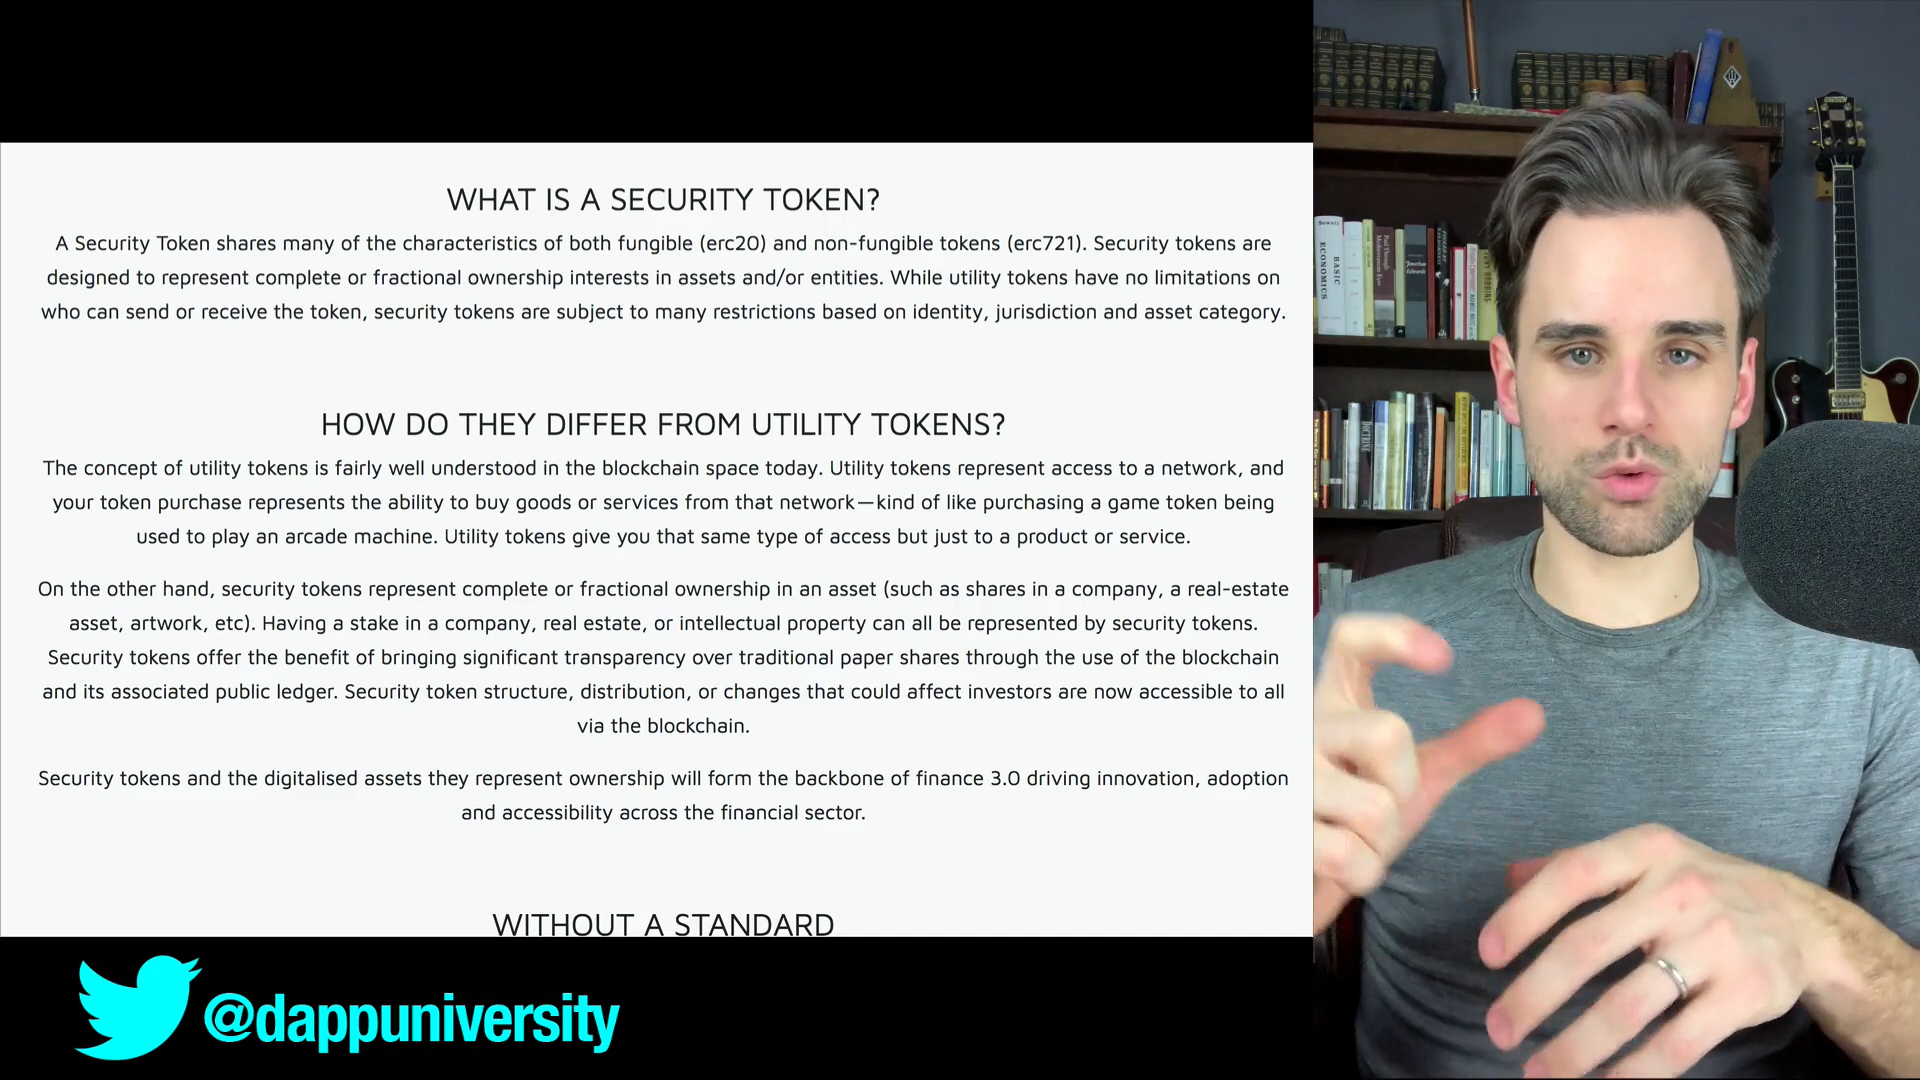 WHAT IS A SECURITY TOKEN?
A Security Token shares many of the characteristics of both fungible (erc20) and non-fungible tokens (erc721). Security tokens are
designed to represent complete or fractional ownership interests in assets and/or entities. While utility tokens have no limitations on
who can send or receive the token, security tokens are subject to many restrictions based on identity, jurisdiction and asset category.
HOW DO THEY DIFFER FROM UTILITY TOKENS?
The concept of utility tokens is fairly well understood in the blockchain space today. Utility tokens represent access to a network, and
your token purchase represents the ability to buy goods or services from that network—kind of like purchasing a game token being
used to play an arcade machine. Utility tokens give you that same type of access but just to a product or service.
On the other hand, security tokens represent complete or fractional ownership in an asset (such as shares in a company, a real-estate
asset, artwork, etc). Having a stake in a company, real estate, or intellectual property can all be represented by security tokens.
Security tokens offer the benefit of bringing significant transparency over traditional paper shares through the use of the blockchain
and its associated public ledger. Security token structure, distribution, or changes that could affect investors are now accessible to all
via the blockchain.
Security tokens and the digitalised assets they represent ownership will form the backbone of finance 3.0 driving innovation, adoption
and accessibility across the financial sector.
WITHOUT A STANDARD
@dappuniversity
Sowell
BASIC
ECONOMICS